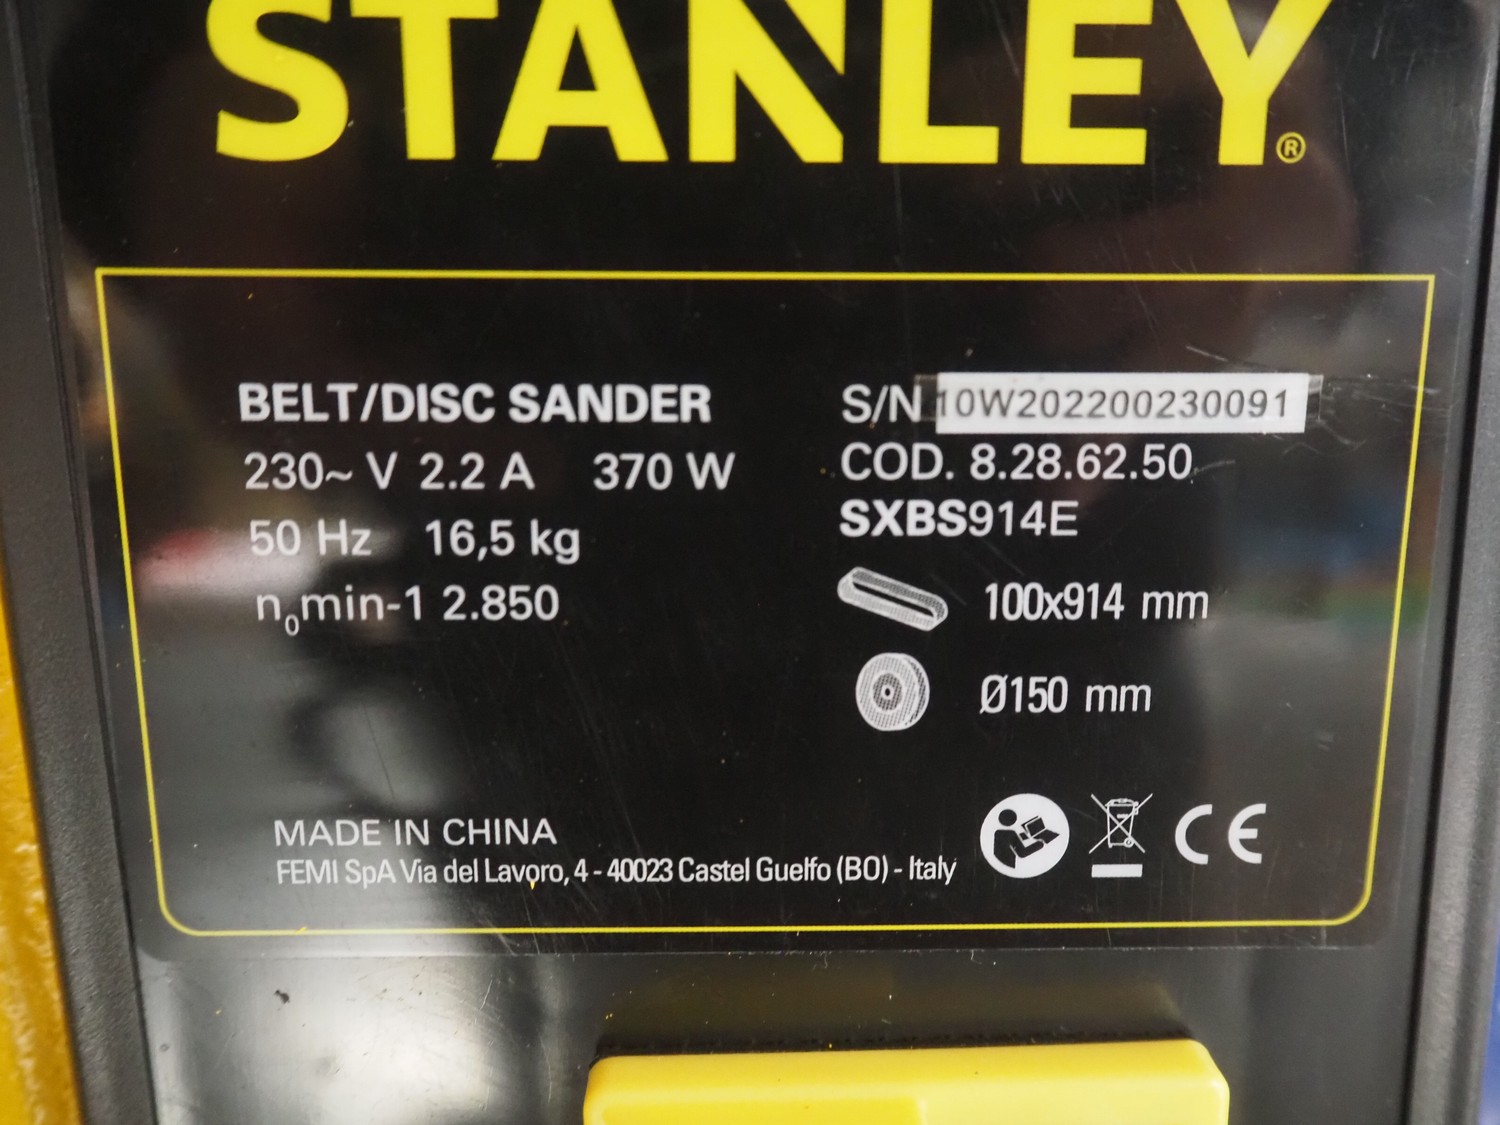 STANLEY®
BELT/DISC SANDER
230~ V 2.2 A 370 W
50 Hz 16,5 kg
n₀min-1 2.850
S/N 10W202200230091
COD. 8.28.62.50
SXBS914E
100x914 mm
Ø150 mm
MADE IN CHINA
FEMI SpA Via del Lavoro, 4 - 40023 Castel Guelfo (BO) - Italy
CE